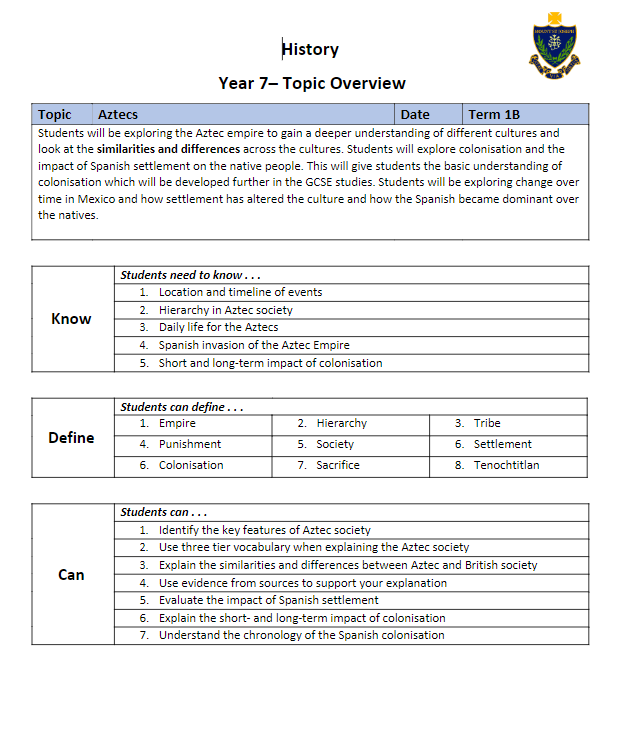 MOUNT ST JOSEPH
History
Year 7– Topic Overview
Topic Aztecs Date Term 1B
Students will be exploring the Aztec empire to gain a deeper understanding of different cultures and
look at the similarities and differences across the cultures. Students will explore colonisation and the
impact of Spanish settlement on the native people. This will give students the basic understanding of
colonisation which will be developed further in the GCSE studies. Students will be exploring change over
time in Mexico and how settlement has altered the culture and how the Spanish became dominant over
the natives.
Know
Students need to know . . .
1. Location and timeline of events
2. Hierarchy in Aztec society
3. Daily life for the Aztecs
4. Spanish invasion of the Aztec Empire
5. Short and long-term impact of colonisation
Define
Students can define . . .
1. Empire 2. Hierarchy 3. Tribe
4. Punishment 5. Society 6. Settlement
6. Colonisation 7. Sacrifice 8. Tenochtitlan
Can
Students can . . .
1. Identify the key features of Aztec society
2. Use three tier vocabulary when explaining the Aztec society
3. Explain the similarities and differences between Aztec and British society
4. Use evidence from sources to support your explanation
5. Evaluate the impact of Spanish settlement
6. Explain the short- and long-term impact of colonisation
7. Understand the chronology of the Spanish colonisation